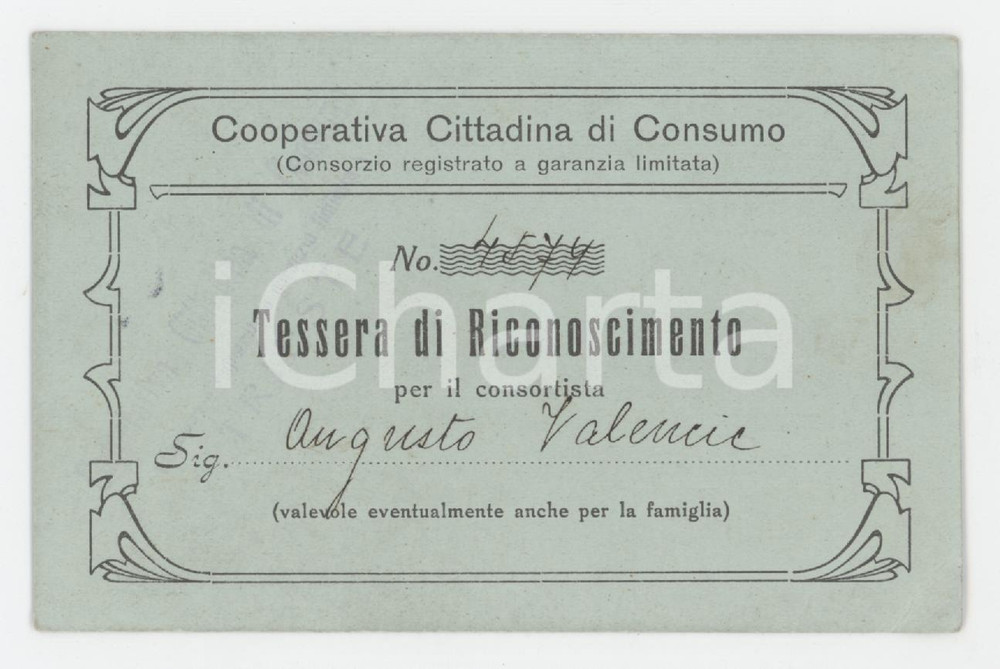 Cooperativa Cittadina di Consumo
(Consorzio registrato a garanzia limitata)
No. 4579
iCharta
Tessera di Riconoscimento
per il consortista
Sig. Augusto Valencic
(valevole eventualmente anche per la famiglia)